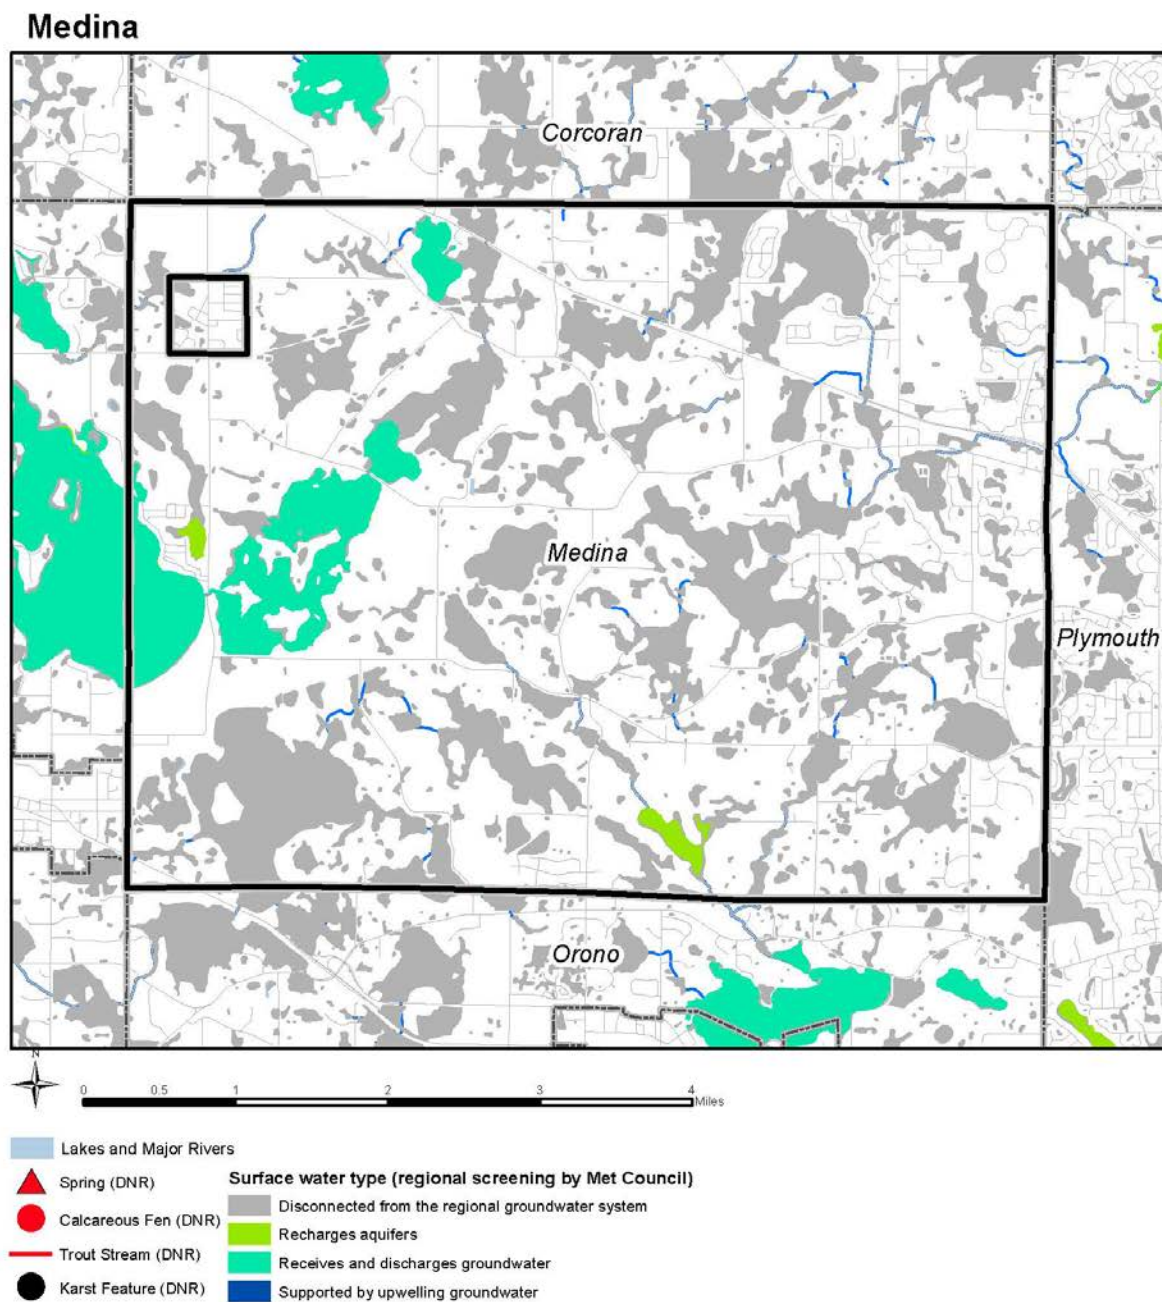 Medina
Corcoran
Medina
Plymouth
Orono
N
0 0.5 1 2 3 4
Miles
Lakes and Major Rivers
Spring (DNR)
Calcareous Fen (DNR)
Trout Stream (DNR)
Karst Feature (DNR)
Surface water type (regional screening by Met Council)
Disconnected from the regional groundwater system
Recharges aquifers
Receives and discharges groundwater
Supported by upwelling groundwater